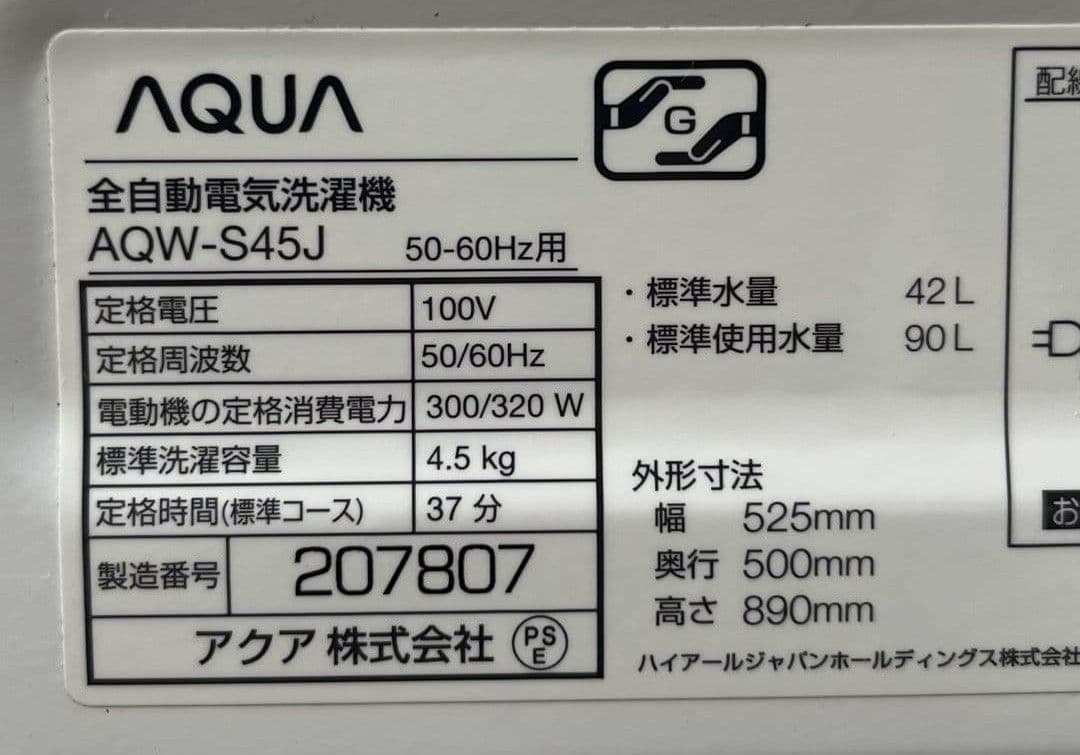 AQUA
G
全自動電気洗濯機
AQW-S45J 50-60Hz用
定格電圧 100V
定格周波数 50/60Hz
電動機の定格消費電力 300/320 W
標準洗濯容量 4.5 kg
定格時間(標準コース) 37 分
製造番号 207807
アクア 株式会社 PSE
・標準水量 42L
・標準使用水量 90L
外形寸法
幅 525mm
奥行 500mm
高さ 890mm
ハイアールジャパンホールディングス株式会社
配
お